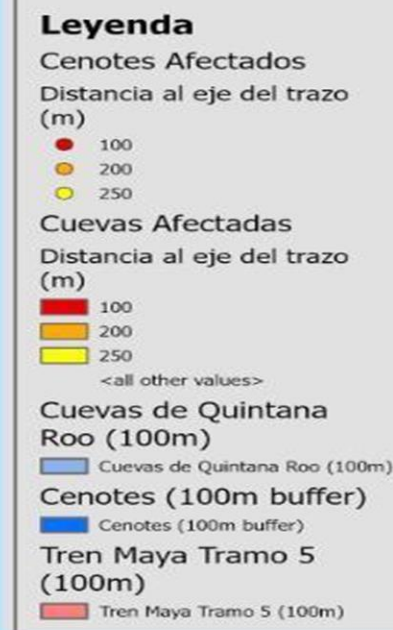 Leyenda
Cenotes Afectados
Distancia al eje del trazo
(m)
100
200
250
Cuevas Afectadas
Distancia al eje del trazo
(m)
100
200
250
<all other values>
Cuevas de Quintana
Roo (100m)
Cuevas de Quintana Roo (100m)
Cenotes (100m buffer)
Cenotes (100m buffer)
Tren Maya Tramo 5
(100m)
Tren Maya Tramo 5 (100m)